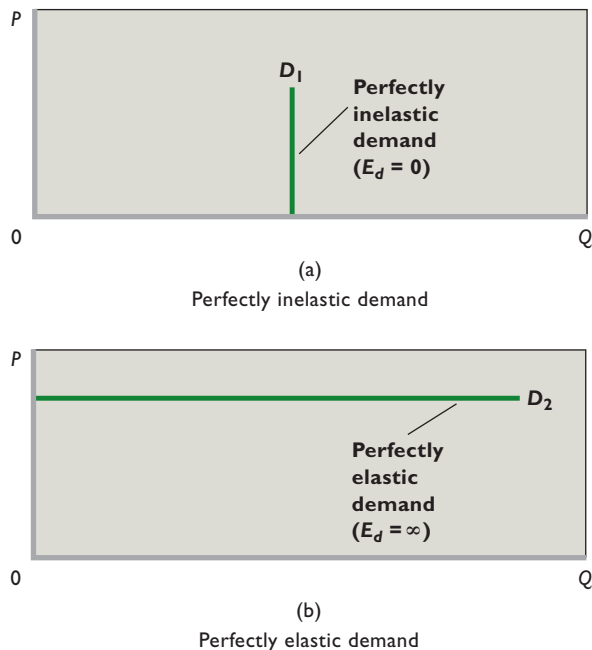 P
D1
Perfectly
inelastic
demand
(Ed = 0)
0
Q
(a)
Perfectly inelastic demand
P
D2
Perfectly
elastic
demand
(Ed = ∞)
0
Q
(b)
Perfectly elastic demand